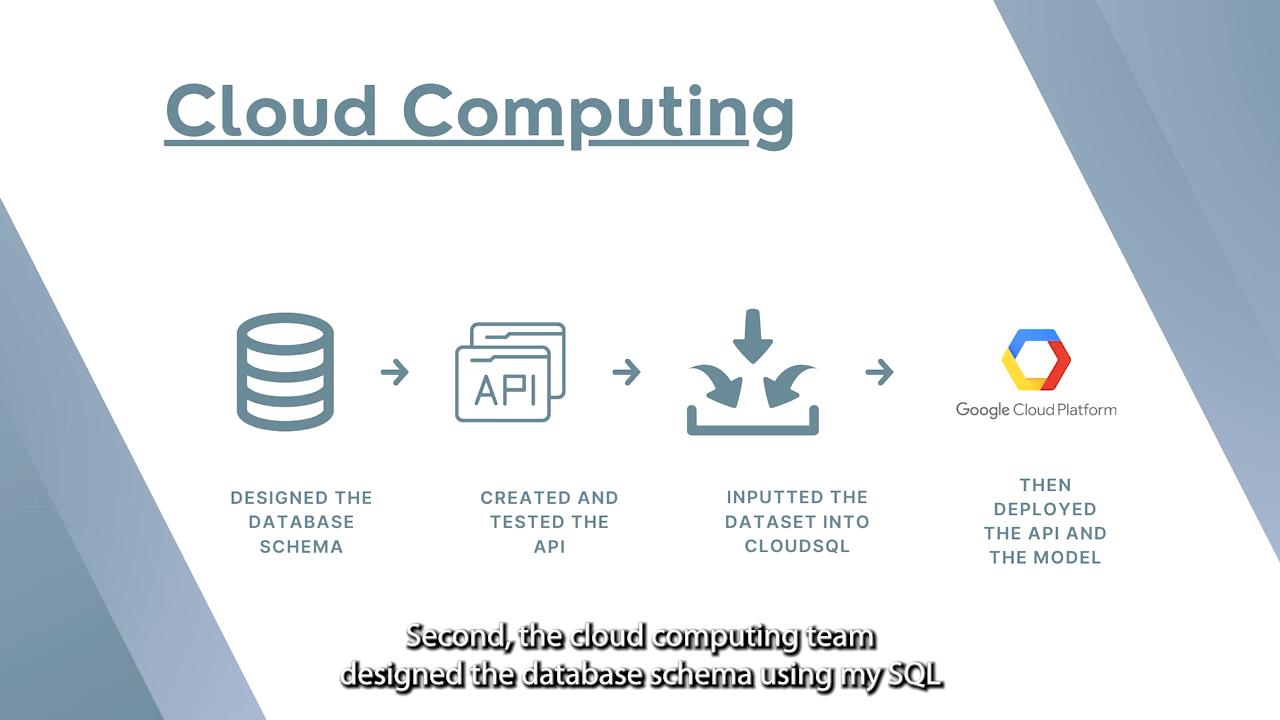 Cloud Computing
API
Google Cloud Platform
DESIGNED THE
DATABASE
SCHEMA
CREATED AND
TESTED THE
API
INPUTTED THE
DATASET INTO
CLOUDSQL
THEN
DEPLOYED
THE API AND
THE MODEL
Second, the cloud computing team
designed the database schema using my SQL